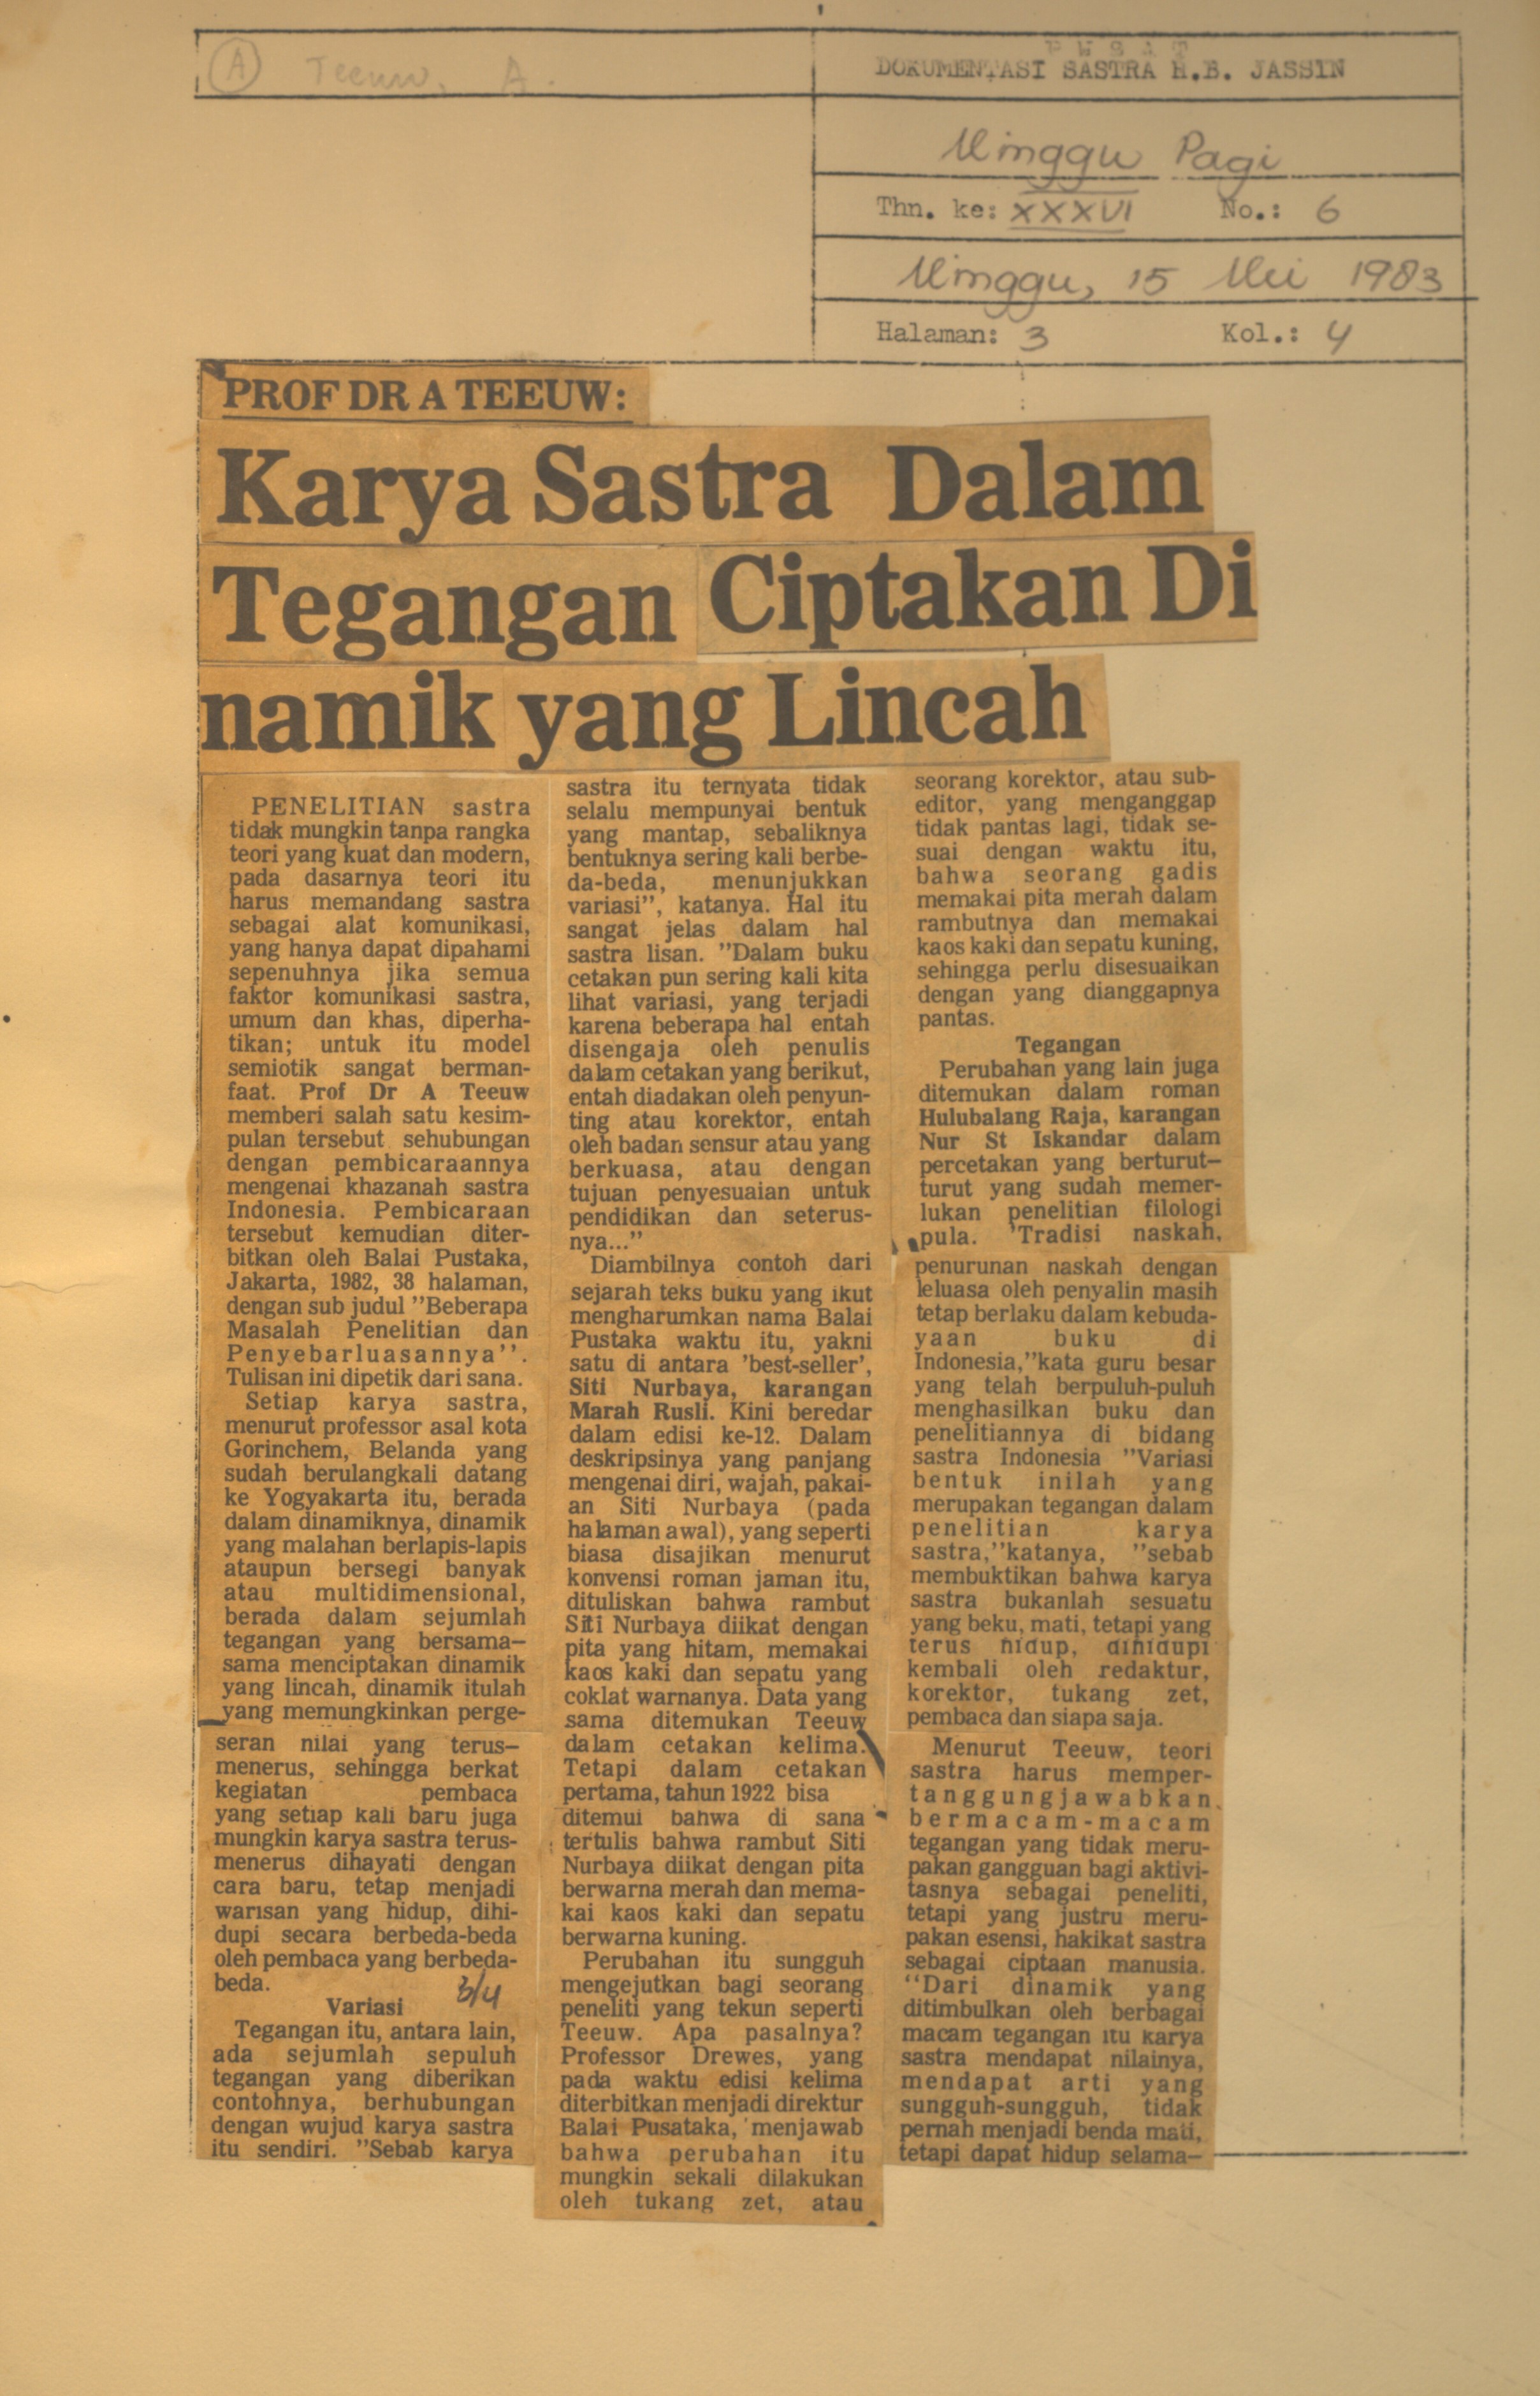 (A) Teeuw, A.
PUSAT
DOKUMENTASI SASTRA H.B. JASSIN
Minggu Pagi
Thn. ke: XXXVI No.: 6
Minggu, 15 Mei 1983
Halaman: 3 Kol.: 4
PROF DR A TEEUW:
Karya Sastra Dalam
Tegangan Ciptakan Di
namik yang Lincah
PENELITIAN sastra
tidak mungkin tanpa rangka
teori yang kuat dan modern,
pada dasarnya teori itu
harus memandang sastra
sebagai alat komunikasi,
yang hanya dapat dipahami
sepenuhnya jika semua
faktor komunikasi sastra,
umum dan khas, diperha-
tikan; untuk itu model
semiotik sangat berman-
faat. Prof Dr A Teeuw
memberi salah satu kesim-
pulan tersebut sehubungan
dengan pembicaraannya
mengenai khazanah sastra
Indonesia. Pembicaraan
tersebut kemudian diter-
bitkan oleh Balai Pustaka,
Jakarta, 1982, 38 halaman,
dengan sub judul "Beberapa
Masalah Penelitian dan
Penyebarluasannya".
Tulisan ini dipetik dari sana.
Setiap karya sastra,
menurut professor asal kota
Gorinchem, Belanda yang
sudah berulangkali datang
ke Yogyakarta itu, berada
dalam dinamiknya, dinamik
yang malahan berlapis-lapis
ataupun bersegi banyak
atau multidimensional,
berada dalam sejumlah
tegangan yang bersama-
sama menciptakan dinamik
yang lincah, dinamik itulah
yang memungkinkan perge-
seran nilai yang terus-
menerus, sehingga berkat
kegiatan pembaca
yang setiap kali baru juga
mungkin karya sastra terus-
menerus dihayati dengan
cara baru, tetap menjadi
warisan yang hidup, dihi-
dupi secara berbeda-beda
oleh pembaca yang berbeda-
beda.
3/4
Variasi
Tegangan itu, antara lain,
ada sejumlah sepuluh
tegangan yang diberikan
contohnya, berhubungan
dengan wujud karya sastra
itu sendiri. "Sebab karya
sastra itu ternyata tidak
selalu mempunyai bentuk
yang mantap, sebaliknya
bentuknya sering kali berbe-
da-beda, menunjukkan
variasi", katanya. Hal itu
sangat jelas dalam hal
sastra lisan. "Dalam buku
cetakan pun sering kali kita
lihat variasi, yang terjadi
karena beberapa hal entah
disengaja oleh penulis
dalam cetakan yang berikut,
entah diadakan oleh penyun-
ting atau korektor, entah
oleh badan sensur atau yang
berkuasa, atau dengan
tujuan penyesuaian untuk
pendidikan dan seterus-
nya..."
Diambilnya contoh dari
sejarah teks buku yang ikut
mengharumkan nama Balai
Pustaka waktu itu, yakni
satu di antara 'best-seller',
Siti Nurbaya, karangan
Marah Rusli. Kini beredar
dalam edisi ke-12. Dalam
deskripsinya yang panjang
mengenai diri, wajah, pakai-
an Siti Nurbaya (pada
halaman awal), yang seperti
biasa disajikan menurut
konvensi roman jaman itu,
dituliskan bahwa rambut
Siti Nurbaya diikat dengan
pita yang hitam, memakai
kaos kaki dan sepatu yang
coklat warnanya. Data yang
sama ditemukan Teeuw
dalam cetakan kelima.
Tetapi dalam cetakan
pertama, tahun 1922 bisa
ditemui bahwa di sana
tertulis bahwa rambut Siti
Nurbaya diikat dengan pita
berwarna merah dan mema-
kai kaos kaki dan sepatu
berwarna kuning.
Perubahan itu sungguh
mengejutkan bagi seorang
peneliti yang tekun seperti
Teeuw. Apa pasalnya?
Professor Drewes, yang
pada waktu edisi kelima
diterbitkan menjadi direktur
Balai Pusataka, menjawab
bahwa perubahan itu
mungkin sekali dilakukan
oleh tukang zet, atau
seorang korektor, atau sub-
editor, yang menganggap
tidak pantas lagi, tidak se-
suai dengan waktu itu,
bahwa seorang gadis
memakai pita merah dalam
rambutnya dan memakai
kaos kaki dan sepatu kuning,
sehingga perlu disesuaikan
dengan yang dianggapnya
pantas.
Tegangan
Perubahan yang lain juga
ditemukan dalam roman
Hulubalang Raja, karangan
Nur St Iskandar dalam
percetakan yang berturut-
turut yang sudah memer-
lukan penelitian filologi
pula. 'Tradisi naskah,
penurunan naskah dengan
leluasa oleh penyalin masih
tetap berlaku dalam kebuda-
yaan buku di
Indonesia,"kata guru besar
yang telah berpuluh-puluh
menghasilkan buku dan
penelitiannya di bidang
sastra Indonesia "Variasi
bentuk inilah yang
merupakan tegangan dalam
penelitian karya
sastra,"katanya, "sebab
membuktikan bahwa karya
sastra bukanlah sesuatu
yang beku, mati, tetapi yang
terus hidup, dihidupi
kembali oleh redaktur,
korektor, tukang zet,
pembaca dan siapa saja.
Menurut Teeuw, teori
sastra harus memper-
tanggungjawabkan
bermacam-macam
tegangan yang tidak meru-
pakan gangguan bagi aktivi-
tasnya sebagai peneliti,
tetapi yang justru meru-
pakan esensi, hakikat sastra
sebagai ciptaan manusia.
"Dari dinamik yang
ditimbulkan oleh berbagai
macam tegangan itu karya
sastra mendapat nilainya,
mendapat arti yang
sungguh-sungguh, tidak
pernah menjadi benda mati,
tetapi dapat hidup selama-